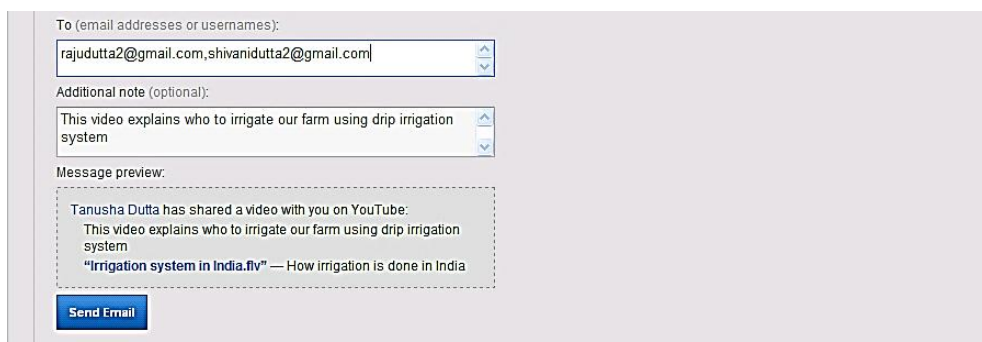 To (email addresses or usernames):
rajudutta2@gmail.com,shivanidutta2@gmail.com
Additional note (optional):
This video explains who to irrigate our farm using drip irrigation
system
Message preview:
Tanusha Dutta has shared a video with you on YouTube:
This video explains who to irrigate our farm using drip irrigation
system
“Irrigation system in India.flv” — How irrigation is done in India
Send Email